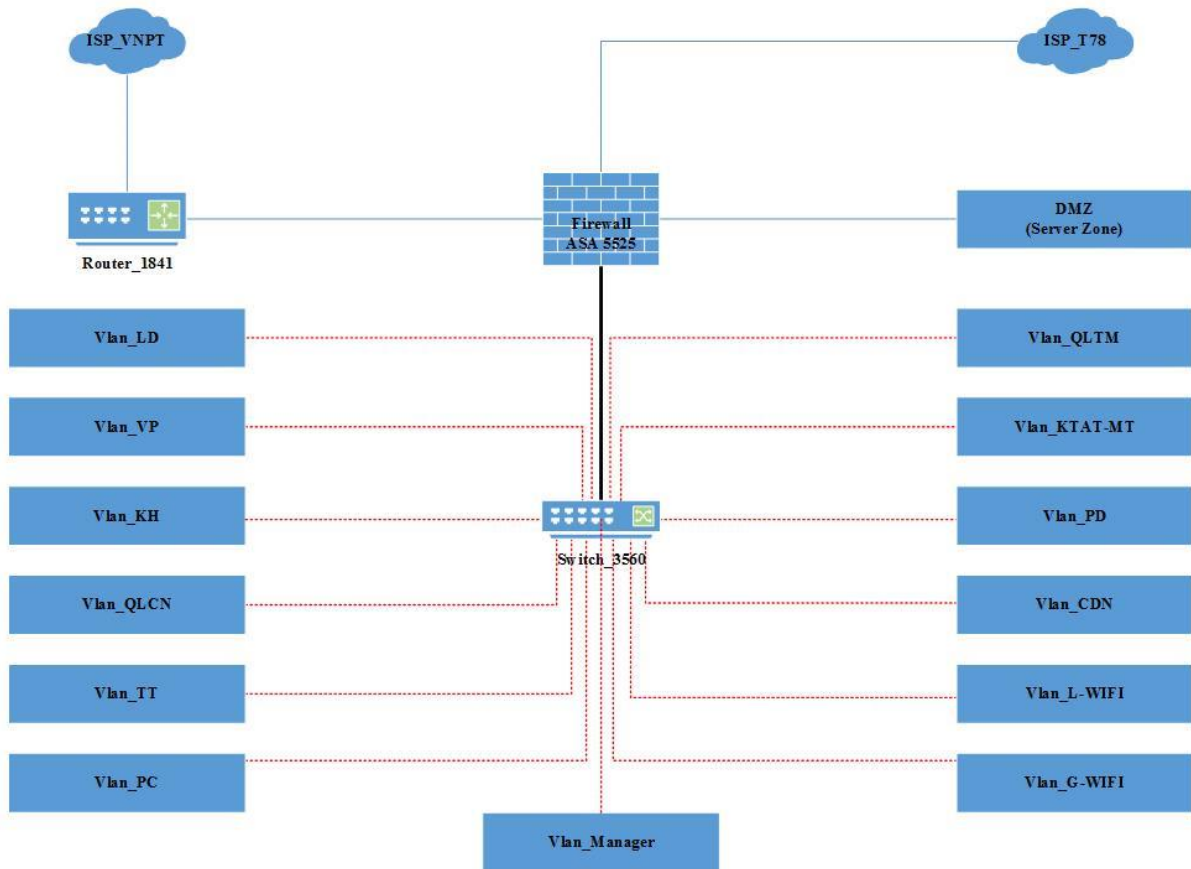 ISP_VNPT
ISP_T78
Router_1841
Firewall
ASA 5525
DMZ
(Server Zone)
Vlan_LD
Vlan_QLTM
Vlan_VP
Vlan_KTAT-MT
Vlan_KH
Vlan_PD
Switch_3560
Vlan_QLCN
Vlan_CDN
Vlan_TT
Vlan_L-WIFI
Vlan_PC
Vlan_G-WIFI
Vlan_Manager